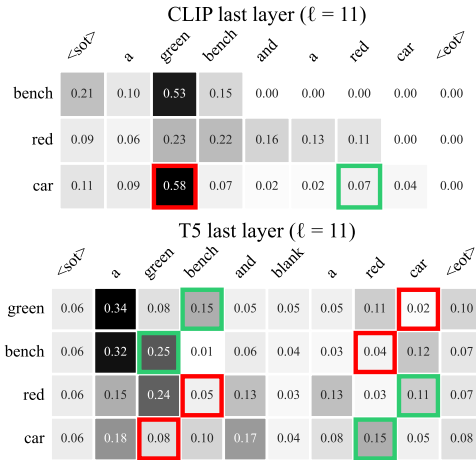 CLIP last layer (ℓ = 11)
<sot> a green bench and a red car <eot>
bench 0.21 0.10 0.53 0.15 0.00 0.00 0.00 0.00 0.00
red 0.09 0.06 0.23 0.22 0.16 0.13 0.11 0.00 0.00
car 0.11 0.09 0.58 0.07 0.02 0.02 0.07 0.04 0.00
T5 last layer (ℓ = 11)
<sot> a green bench and blank a red car <eot>
green 0.06 0.34 0.08 0.15 0.05 0.05 0.05 0.11 0.02 0.10
bench 0.06 0.32 0.25 0.01 0.06 0.04 0.03 0.04 0.12 0.07
red 0.06 0.15 0.24 0.05 0.13 0.03 0.13 0.03 0.11 0.07
car 0.06 0.18 0.08 0.10 0.17 0.04 0.08 0.15 0.05 0.08